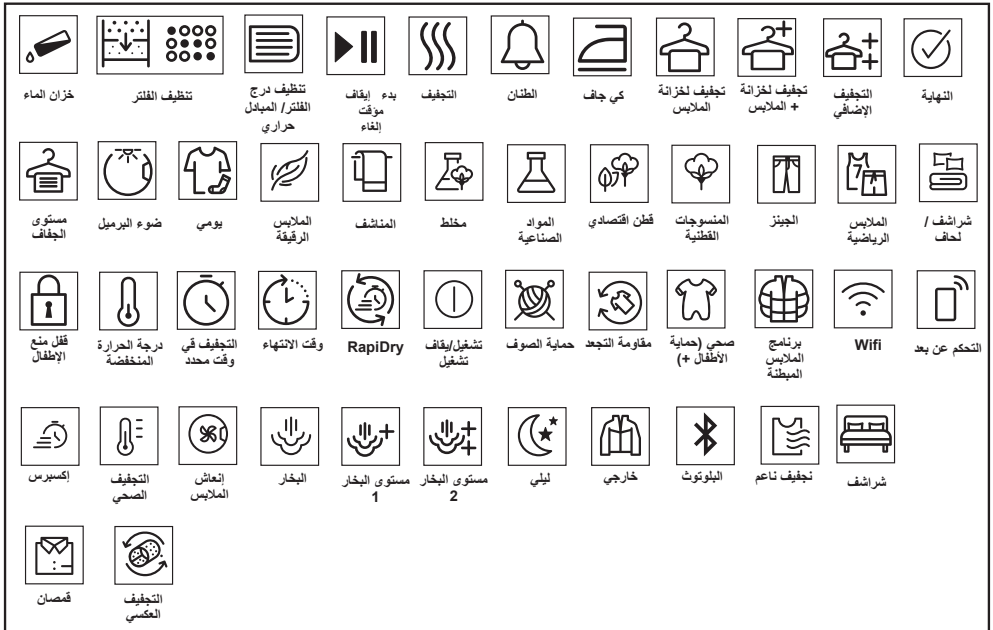 النهاية
التجفيف
الإضافي
تجفيف لخزانة
الملابس +
تجفيف لخزانة
الملابس
كي جاف
الطنان
التجفيف
بدء إيقاف
مؤقت
إلغاء
تنظيف درج
الفلتر/ المبادل
حراري
تنظيف الفلتر
خزان الماء
شراشف /
لحاف
الملابس
الرياضية
الجينز
المنسوجات
القطنية
قطن اقتصادي
المواد
الصناعية
مخلط
المناشف
الملابس
الرقيقة
يومي
ضوء البرميل
مستوى
الجفاف
التحكم عن بعد
Wifi
برنامج
الملابس
المبطنة
صحي (حماية
الأطفال +)
مقاومة التجعد
حماية الصوف
تشغيل/يقاف
تشغيل
RapiDry
وقت الانتهاء
التجفيف قي
وقت محدد
درجة الحرارة
المنخفضة
قفل منع
الإطفال
شراشف
نجفيف ناعم
البلوتوث
خارجي
ليلي
مستوى البخار
2
مستوى البخار
1
البخار
إنعاش
الملابس
التجفيف
الصحي
إكسبرس
التجفيف
العكسي
قمصان